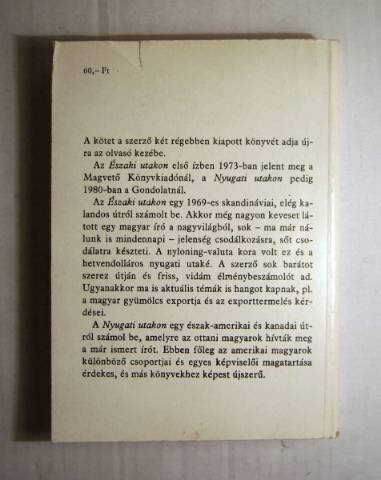 60,– Ft
A kötet a szerző két régebben kiapott könyvét adja új-
ra az olvasó kezébe.
Az Északi utakon első ízben 1973-ban jelent meg a
Magvető Könyvkiadónál, a Nyugati utakon pedig
1980-ban a Gondolatnál.
Az Északi utakon egy 1969-es skandináviai, elég ka-
landos útról számolt be. Akkor még nagyon keveset lá-
tott egy magyar író a nagyvilágból, sok – ma már ná-
lunk is mindennapi – jelenség csodálkozásra, sőt cso-
dálatra késztető. A nyloning-valuta kora volt ez és a
hetvendolláros nyugati utaké. A szerző sok barátot
szerez útján és friss, vidám élménybeszámolót ad.
Ugyanakkor ma is aktuális témák is hangot kapnak, pl.
a magyar gyümölcs exportja és az exporttermelés kér-
dései.
A Nyugati utakon egy észak-amerikai és kanadai út-
ról számol be, amelyre az ottani magyarok hívták meg
a már ismert írót. Ebben főleg az amerikai magyarok
különböző csoportjai és egyes képviselői magatartása
érdekes, és más könyvekhez képest újszerű.